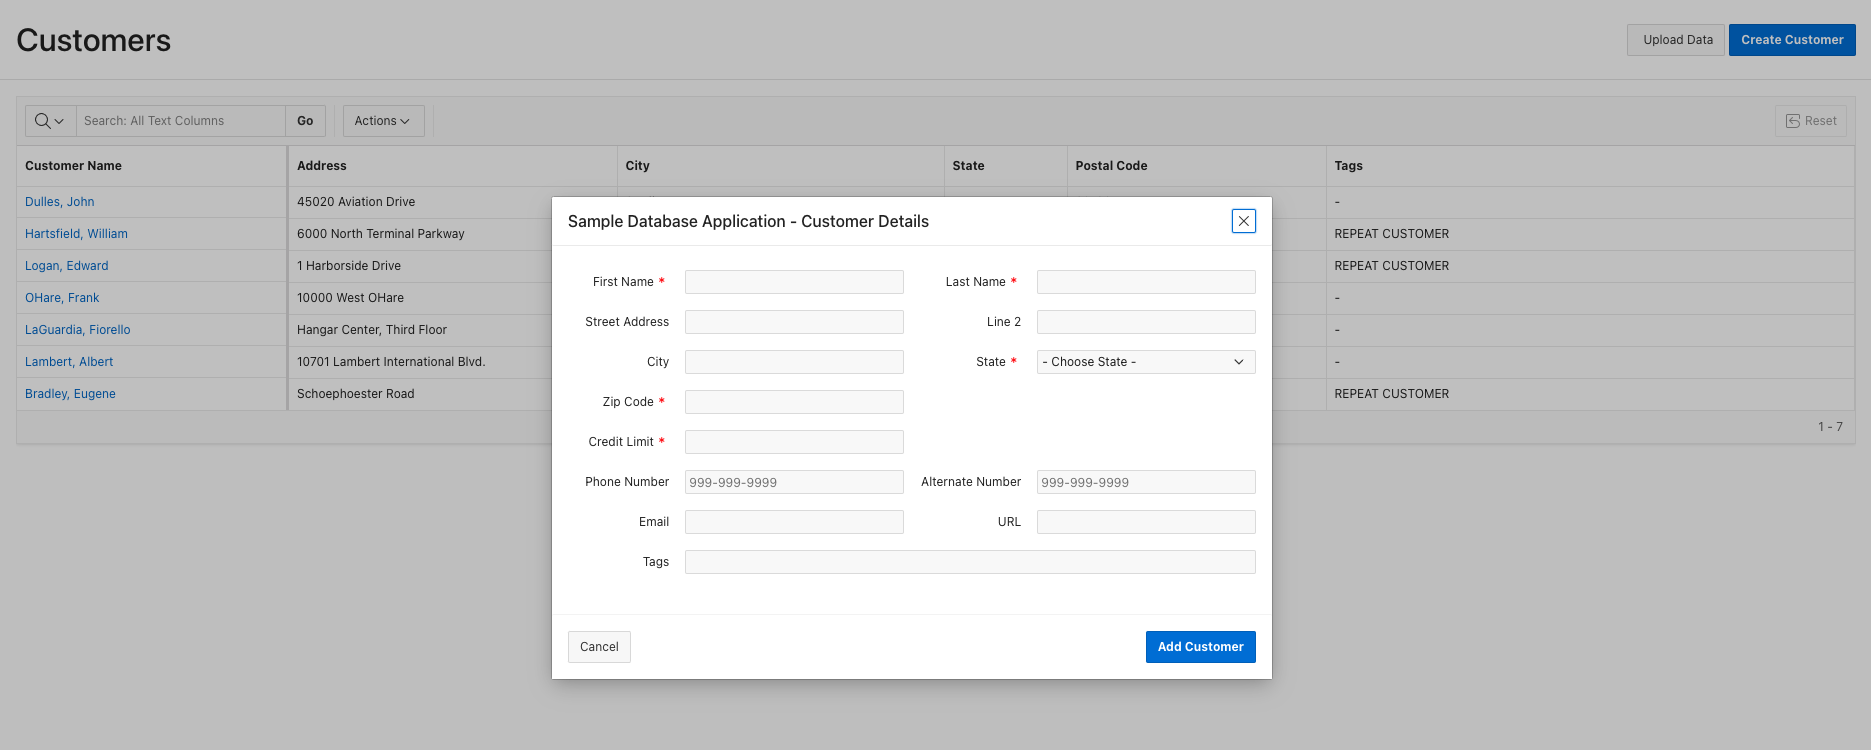 Customers
Upload Data
Create Customer
Search: All Text Columns
Go
Actions
Reset
Customer Name Address City State Postal Code Tags
Dulles, John 45020 Aviation Drive -
Hartsfield, William 6000 North Terminal Parkway REPEAT CUSTOMER
Logan, Edward 1 Harborside Drive REPEAT CUSTOMER
OHare, Frank 10000 West OHare -
LaGuardia, Fiorello Hangar Center, Third Floor -
Lambert, Albert 10701 Lambert International Blvd. -
Bradley, Eugene Schoephoester Road REPEAT CUSTOMER
1 - 7
Sample Database Application - Customer Details
First Name *
Last Name *
Street Address
Line 2
City
State * - Choose State -
Zip Code *
Credit Limit *
Phone Number 999-999-9999
Alternate Number 999-999-9999
Email
URL
Tags
Cancel
Add Customer